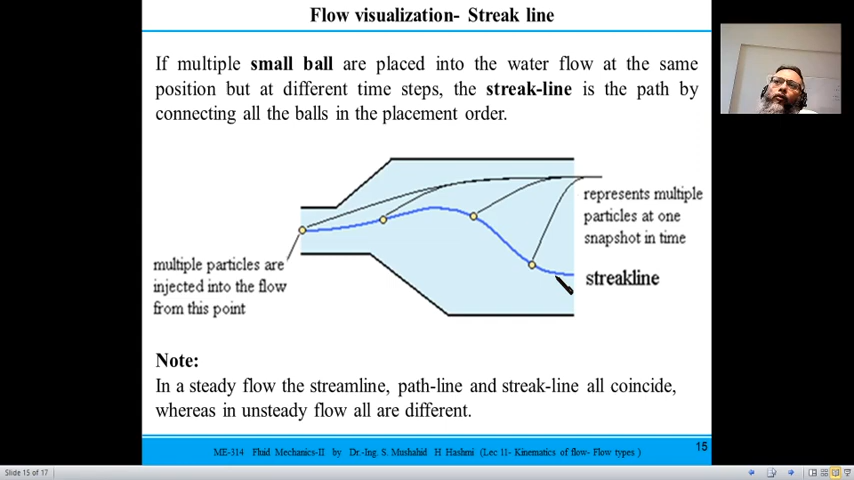 Flow visualization- Streak line
If multiple small ball are placed into the water flow at the same
position but at different time steps, the streak-line is the path by
connecting all the balls in the placement order.
represents multiple
particles at one
snapshot in time
multiple particles are
injected into the flow
from this point
streakline
Note:
In a steady flow the streamline, path-line and streak-line all coincide,
whereas in unsteady flow all are different.
ME-314 Fluid Mechanics-II by Dr.-Ing. S. Mushahid H Hashmi (Lec 11- Kinematics of flow- Flow types )
15
Slide 15 of 17